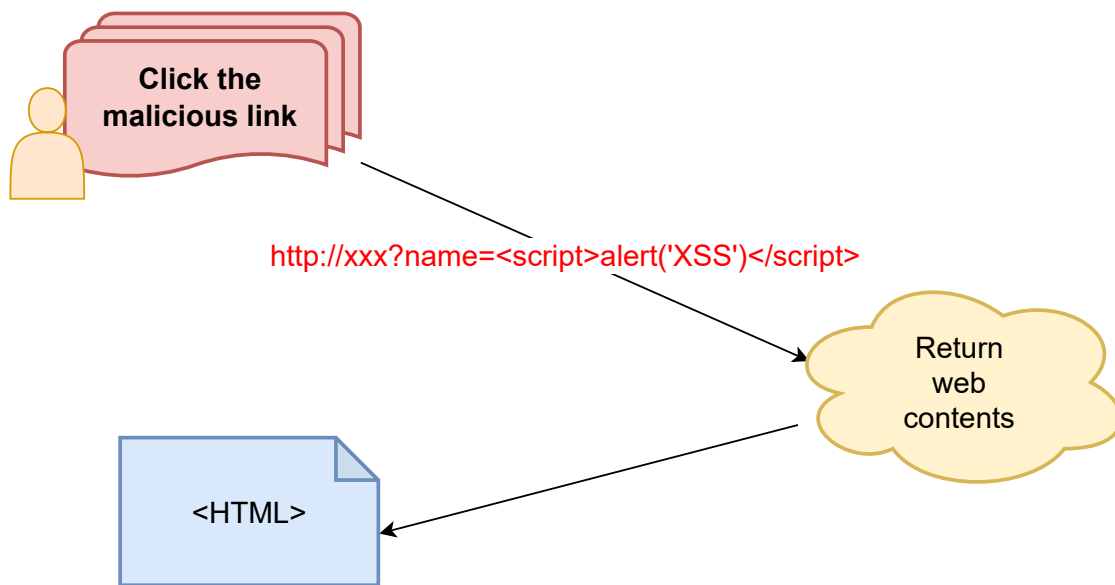 Click the
malicious link
http://xxx?name=<script>alert('XSS')</script>
Return
web
contents
<HTML>